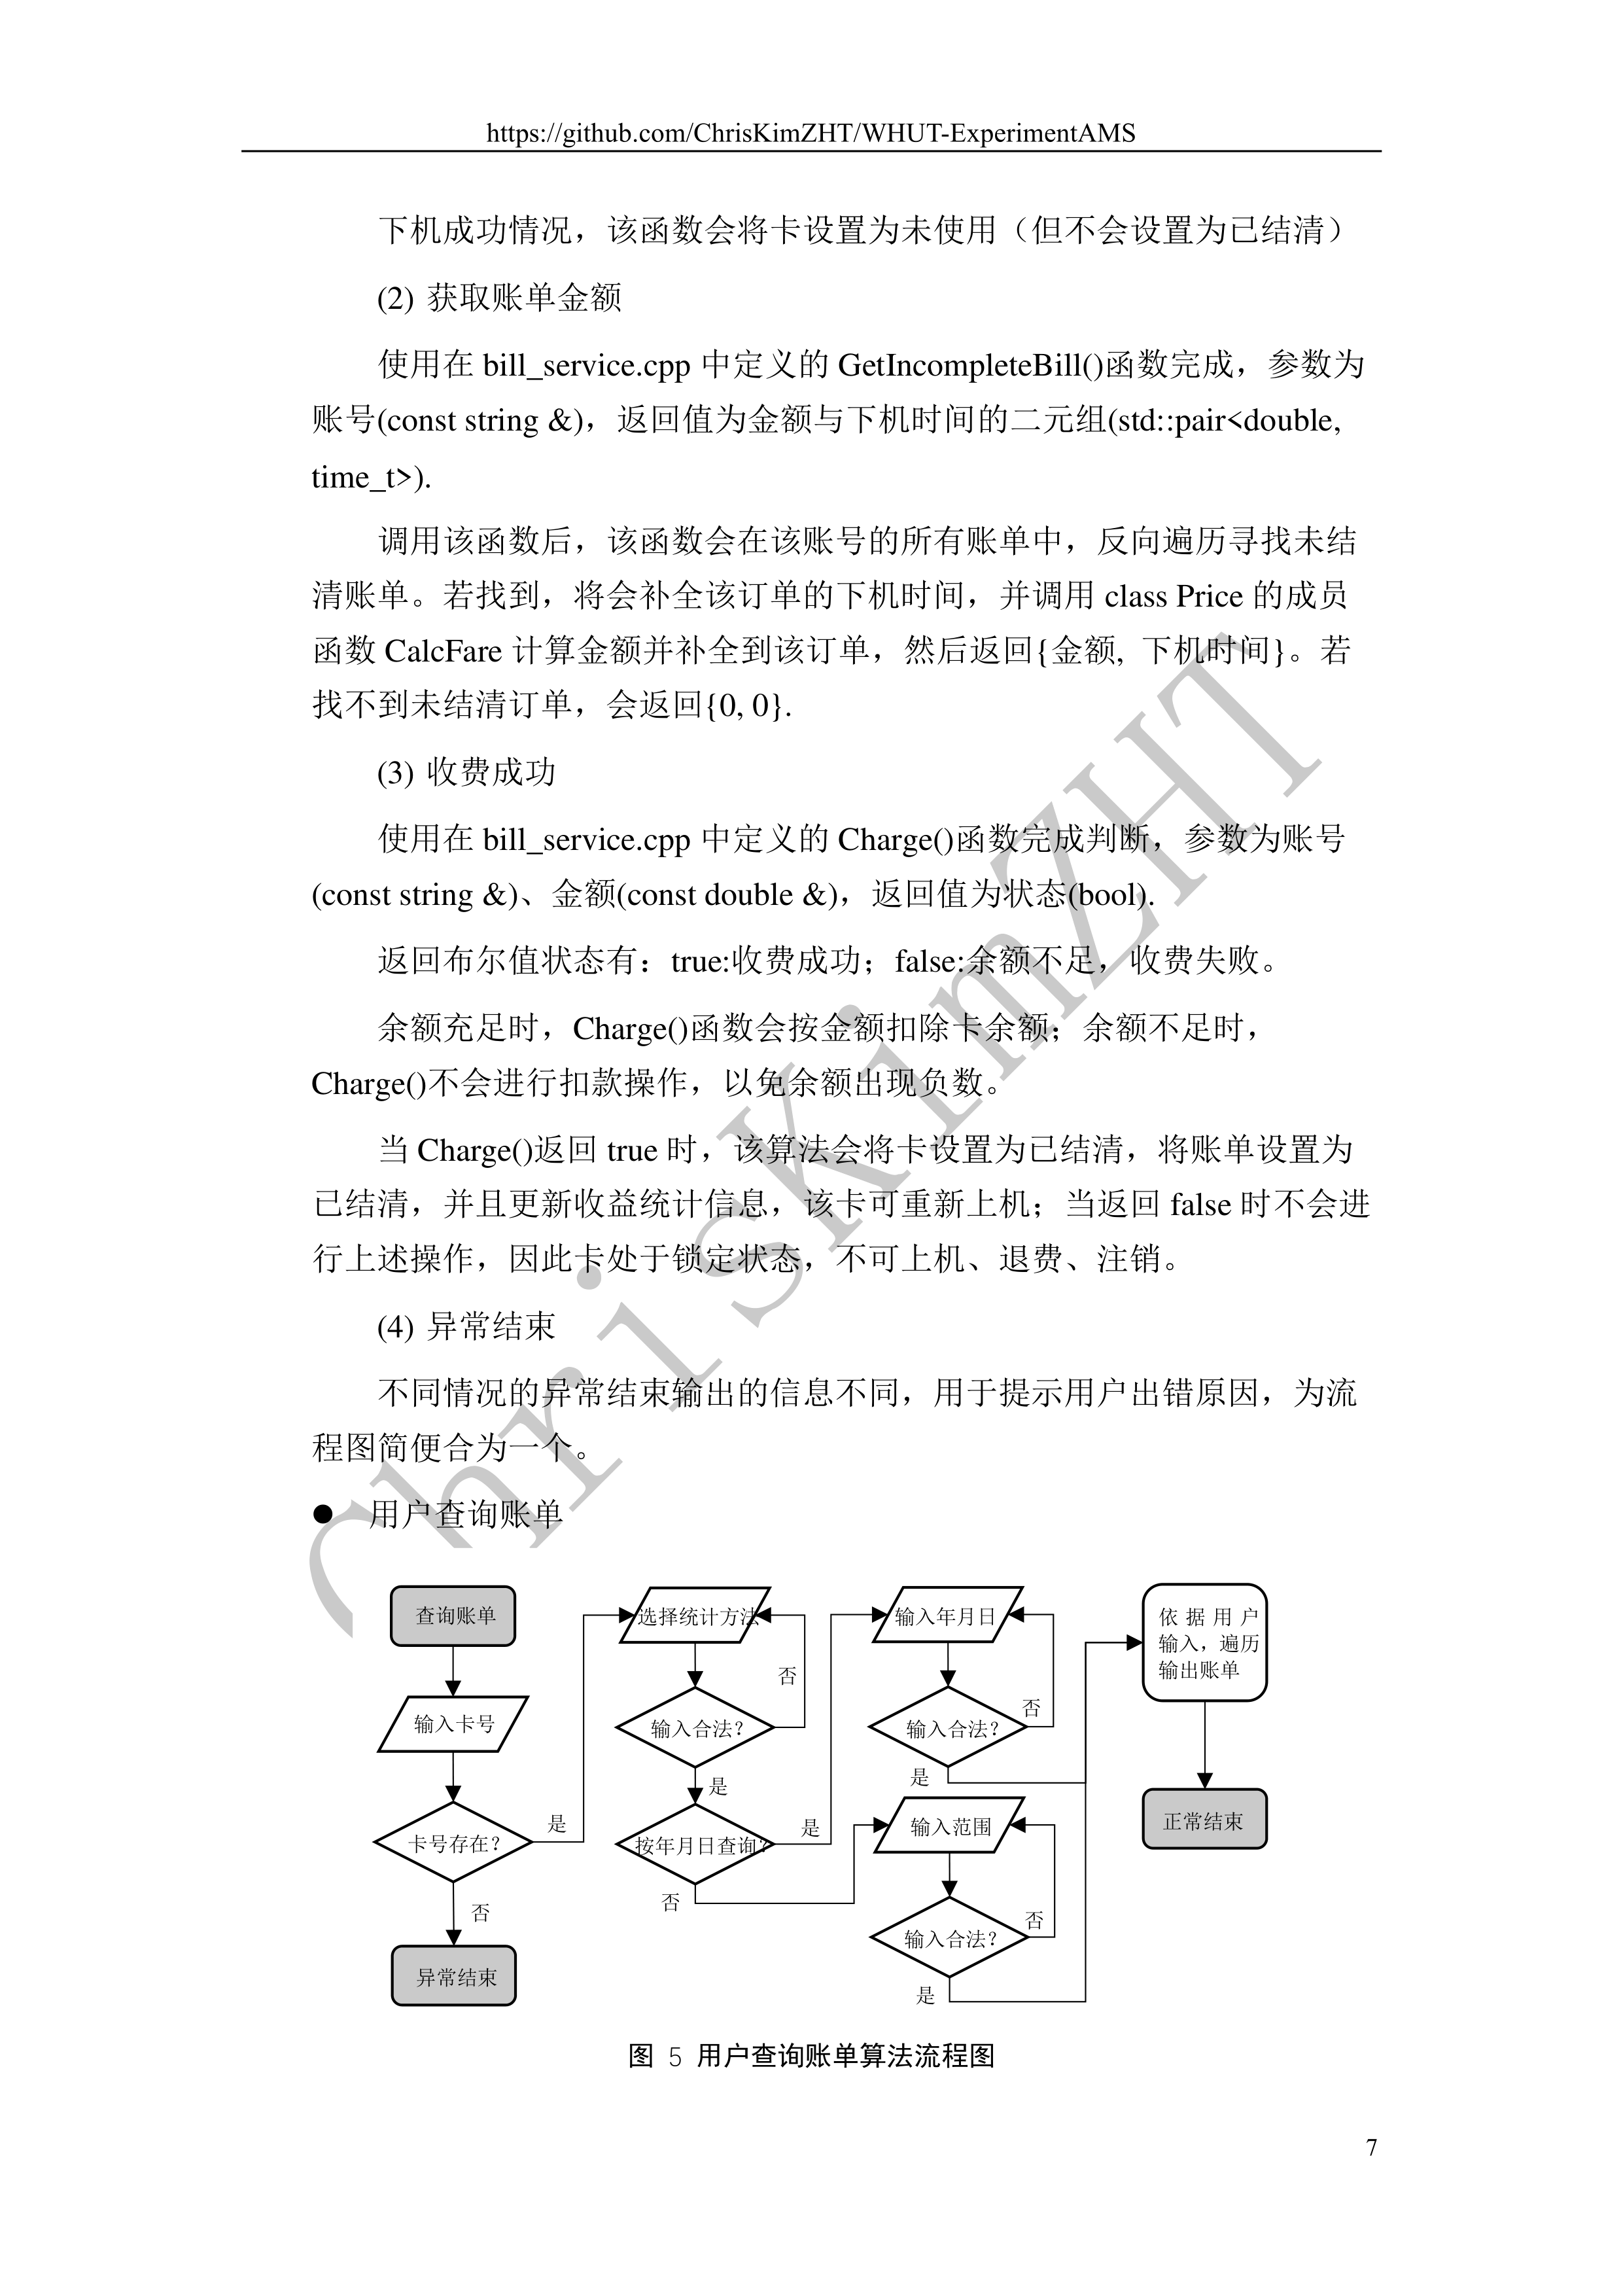 https://github.com/ChrisKimZHT/WHUT-ExperimentAMS
下机成功情况，该函数会将卡设置为未使用（但不会设置为已结清）
(2) 获取账单金额
使用在 bill_service.cpp 中定义的 GetIncompleteBill()函数完成，参数为
账号(const string &)，返回值为金额与下机时间的二元组(std::pair<double,
time_t>).
调用该函数后，该函数会在该账号的所有账单中，反向遍历寻找未结
清账单。若找到，将会补全该订单的下机时间，并调用 class Price 的成员
函数 CalcFare 计算金额并补全到该订单，然后返回{金额, 下机时间}。若
找不到未结清订单，会返回{0, 0}.
(3) 收费成功
使用在 bill_service.cpp 中定义的 Charge()函数完成判断，参数为账号
(const string &)、金额(const double &)，返回值为状态(bool).
返回布尔值状态有：true:收费成功；false:余额不足，收费失败。
余额充足时，Charge()函数会按金额扣除卡余额；余额不足时，
Charge()不会进行扣款操作，以免余额出现负数。
当 Charge()返回 true 时，该算法会将卡设置为已结清，将账单设置为
已结清，并且更新收益统计信息，该卡可重新上机；当返回 false 时不会进
行上述操作，因此卡处于锁定状态，不可上机、退费、注销。
(4) 异常结束
不同情况的异常结束输出的信息不同，用于提示用户出错原因，为流
程图简便合为一个。
● 用户查询账单
查询账单
输入卡号
卡号存在？
是
否
异常结束
选择统计方法
否
输入合法？
是
按年月日查询？
是
否
输入年月日
输入合法？
否
是
输入范围
输入合法？
否
是
依据用户
输入，遍历
输出账单
正常结束
图 5 用户查询账单算法流程图
7
ChrisKimZHT